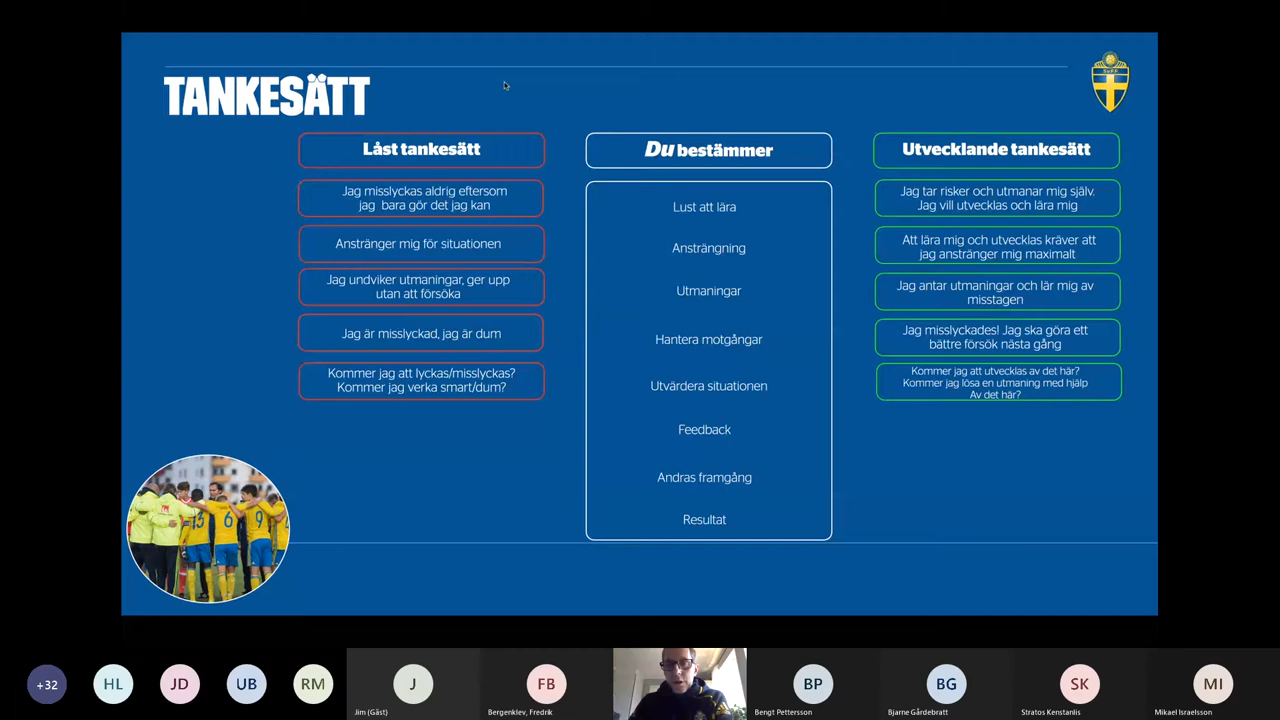 TANKESÄTT
SvFF
Låst tankesätt
Jag misslyckas aldrig eftersom
jag bara gör det jag kan
Anstränger mig för situationen
Jag undviker utmaningar, ger upp
utan att försöka
Jag är misslyckad, jag är dum
Kommer jag att lyckas/misslyckas?
Kommer jag verka smart/dum?
Du bestämmer
Lust att lära
Ansträngning
Utmaningar
Hantera motgångar
Utvärdera situationen
Feedback
Andras framgång
Resultat
Utvecklande tankesätt
Jag tar risker och utmanar mig själv.
Jag vill utvecklas och lära mig
Att lära mig och utvecklas kräver att
jag anstränger mig maximalt
Jag antar utmaningar och lär mig av
misstagen
Jag misslyckades! Jag ska göra ett
bättre försök nästa gång
Kommer jag att utvecklas av det här?
Kommer jag lösa en utmaning med hjälp
Av det här?
13
6
9
+32
HL
JD
UB
RM
J
Jim (Gäst)
FB
Bergenklev, Fredrik
BP
Bengt Pettersson
BG
Bjarne Gårdebratt
SK
Stratos Kenstanlis
MI
Mikael Israelsson